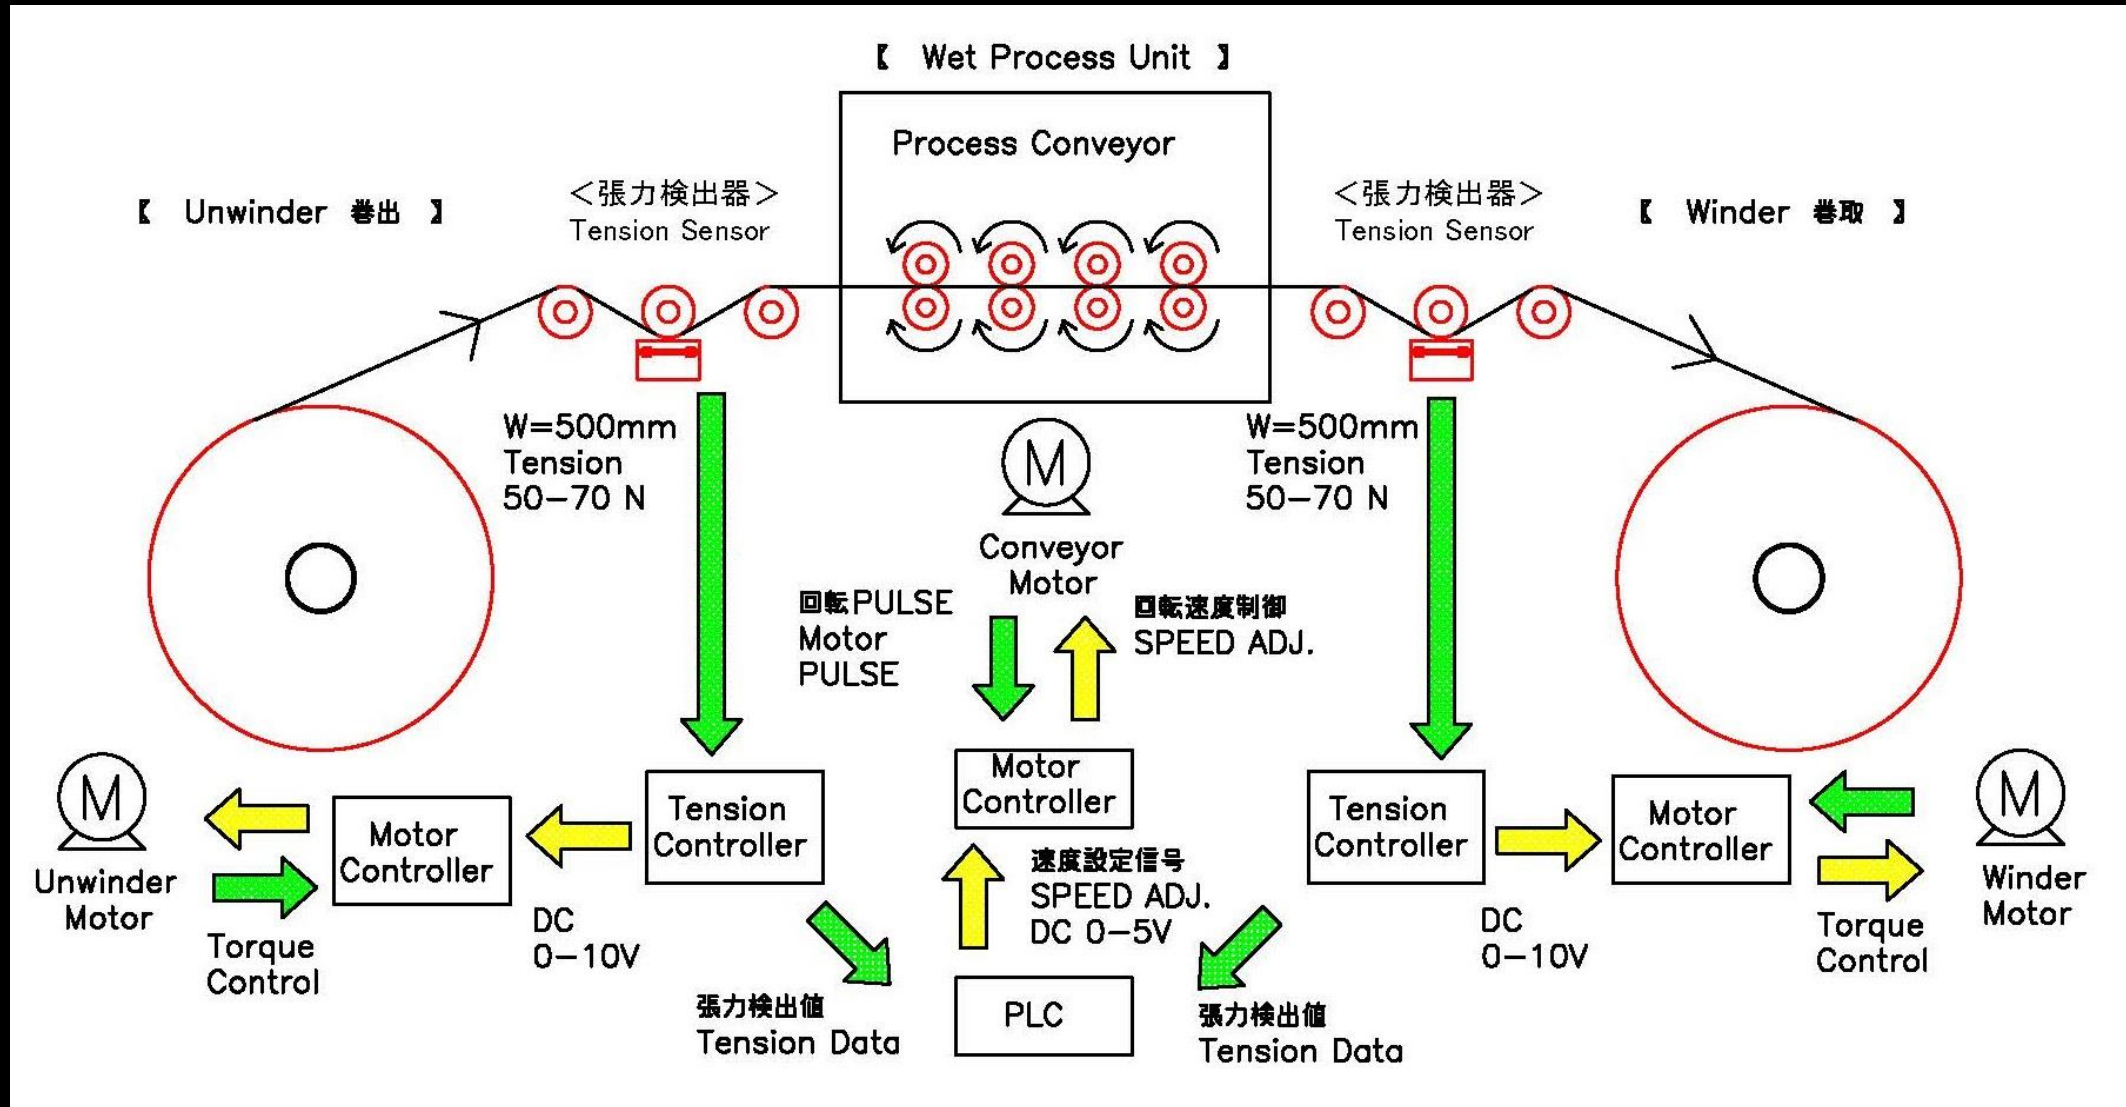 【 Wet Process Unit 】
Process Conveyor
【 Unwinder 巻出 】
＜張力検出器＞
Tension Sensor
＜張力検出器＞
Tension Sensor
【 Winder 巻取 】
W=500mm
Tension
50-70 N
M
Conveyor
Motor
W=500mm
Tension
50-70 N
回転PULSE
Motor
PULSE
回転速度制御
SPEED ADJ.
M
Unwinder
Motor
Torque
Control
Motor
Controller
DC
0-10V
Tension
Controller
Motor
Controller
速度設定信号
SPEED ADJ.
DC 0-5V
張力検出値
Tension Data
PLC
張力検出値
Tension Data
Tension
Controller
DC
0-10V
Motor
Controller
Torque
Control
M
Winder
Motor